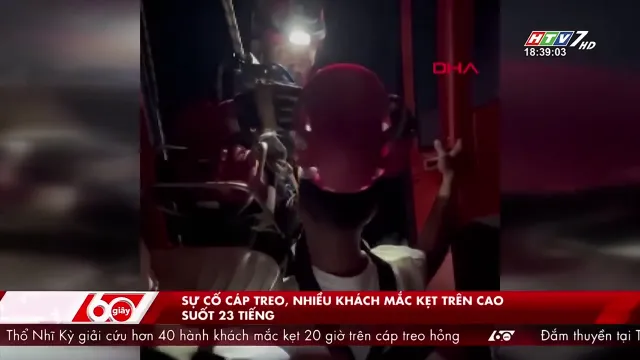 HTV7 HD
18:39:03
DHA
60 giây
SỰ CỐ CÁP TREO, NHIỀU KHÁCH MẮC KẸT TRÊN CAO
SUỐT 23 TIẾNG
Thổ Nhĩ Kỳ giải cứu hơn 40 hành khách mắc kẹt 20 giờ trên cáp treo hỏng 60 Đắm thuyền tại T